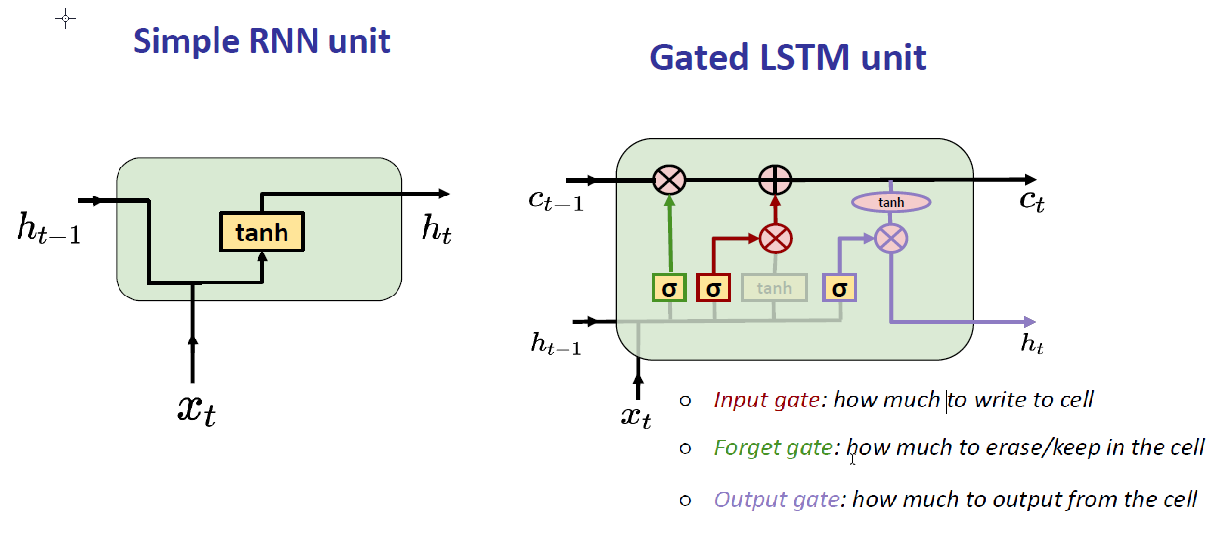 Simple RNN unit
h_{t-1}
tanh
h_t
x_t
Gated LSTM unit
c_{t-1}
tanh
c_t
σ σ tanh σ
h_{t-1}
h_t
x_t
○ Input gate: how much to write to cell
○ Forget gate: how much to erase/keep in the cell
○ Output gate: how much to output from the cell